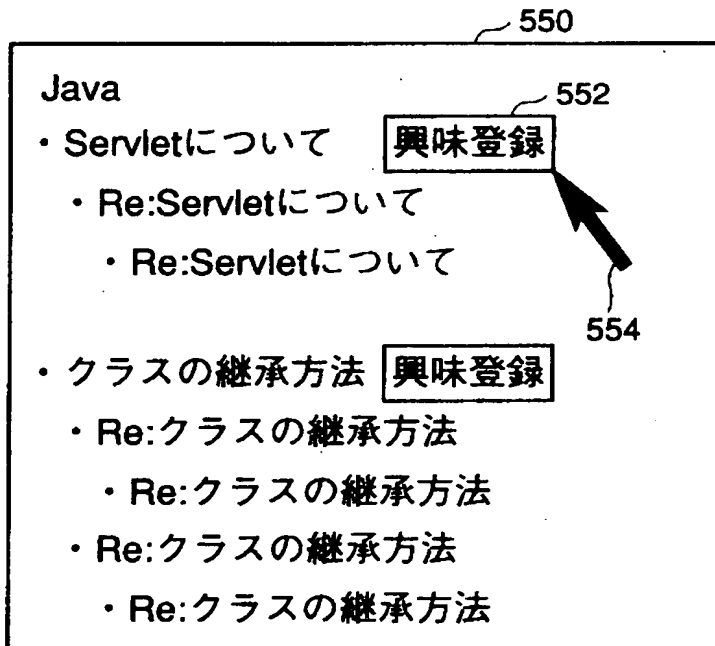 550
Java
552
・Servletについて 興味登録
・Re:Servletについて
・Re:Servletについて
554
・クラスの継承方法 興味登録
・Re:クラスの継承方法
・Re:クラスの継承方法
・Re:クラスの継承方法
・Re:クラスの継承方法